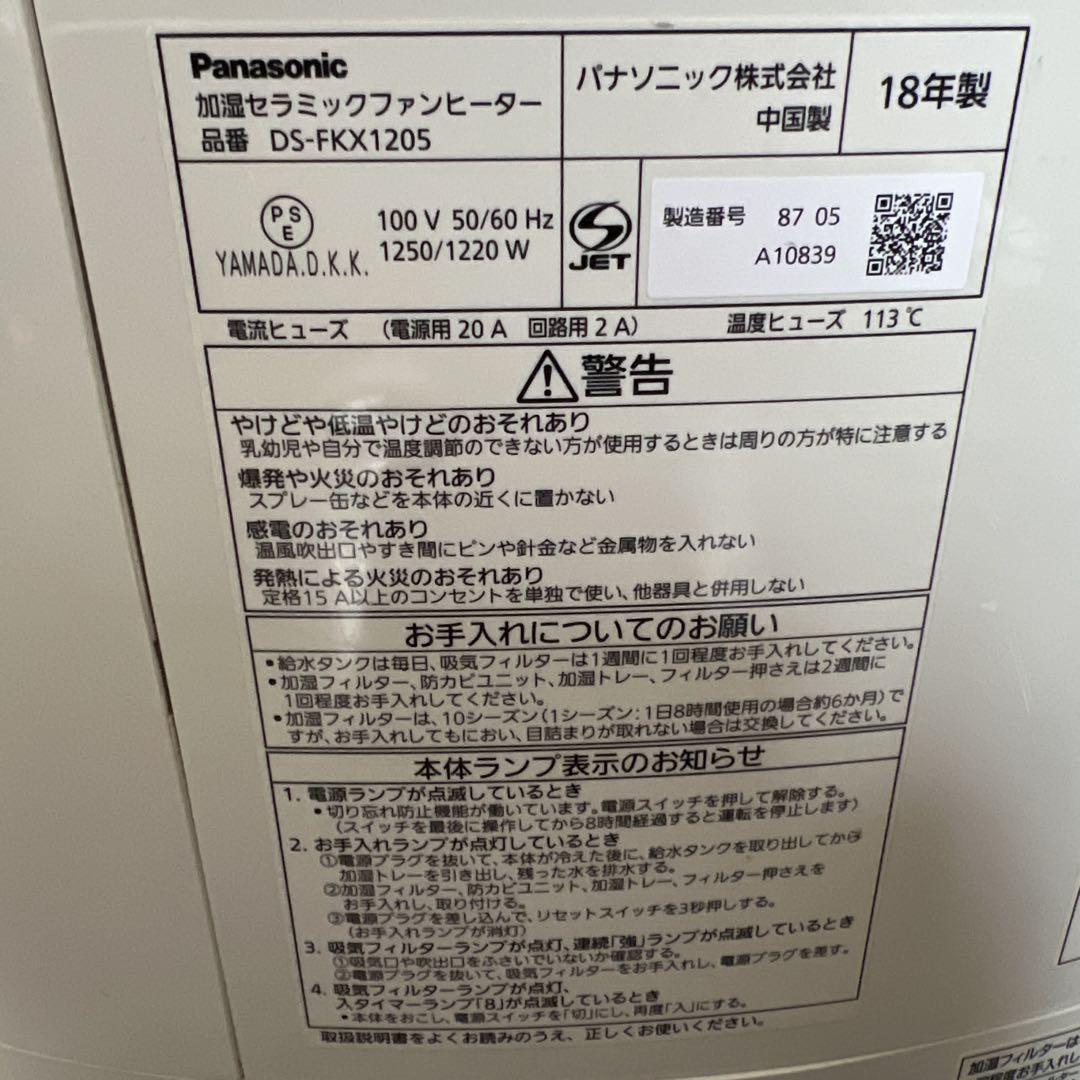 Panasonic
加湿セラミックファンヒーター
品番 DS-FKX1205
パナソニック株式会社
中国製
18年製
PSE
YAMADA.D.K.K.
100 V 50/60 Hz
1250/1220 W
JET
製造番号 87 05
A10839
電流ヒューズ (電源用 20 A 回路用 2 A) 温度ヒューズ 113℃
警告
やけどや低温やけどのおそれあり
乳幼児や自分で温度調節のできない方が使用するときは周りの方が特に注意する
爆発や火災のおそれあり
スプレー缶などを本体の近くに置かない
感電のおそれあり
温風吹出口やすき間にピンや針金など金属物を入れない
発熱による火災のおそれあり
定格15 A以上のコンセントを単独で使い、他器具と併用しない
お手入れについてのお願い
•給水タンクは毎日、吸気フィルターは1週間に1回程度お手入れしてください。
•加湿フィルター、防カビユニット、加湿トレー、フィルター押さえは2週間に
1回程度お手入れしてください。
•加湿フィルターは、10シーズン(1シーズン:1日8時間使用の場合約6か月)で
すが、お手入れしてもにおい、目詰まりが取れない場合は交換してください。
本体ランプ表示のお知らせ
1. 電源ランプが点滅しているとき
•切り忘れ防止機能が働いています。電源スイッチを押して解除する。
(スイッチを最後に操作してから8時間経過すると運転を停止します)
2. お手入れランプが点灯しているとき
①電源プラグを抜いて、本体が冷えた後に、給水タンクを取り出してから
加湿トレーを引き出し、残った水を排水する。
②加湿フィルター、防カビユニット、加湿トレー、フィルター押さえを
お手入れし、取り付ける。
③電源プラグを差し込んで、リセットスイッチを3秒押しする。
(お手入れランプが消灯)
3. 吸気フィルターランプが点灯、連続「強」ランプが点滅しているとき
①吸気口や吹出口をふさいでいないか確認する。
②電源プラグを抜いて、吸気フィルターをお手入れし、電源プラグを差す。
4. 吸気フィルターランプが点灯、
入タイマーランプ「8」が点滅しているとき
•本体をおこし、電源スイッチを「切」にし、再度「入」にする。
取扱説明書をよくお読みのうえ、正しくお使いください。
加湿フィルターは
程度お手入れし